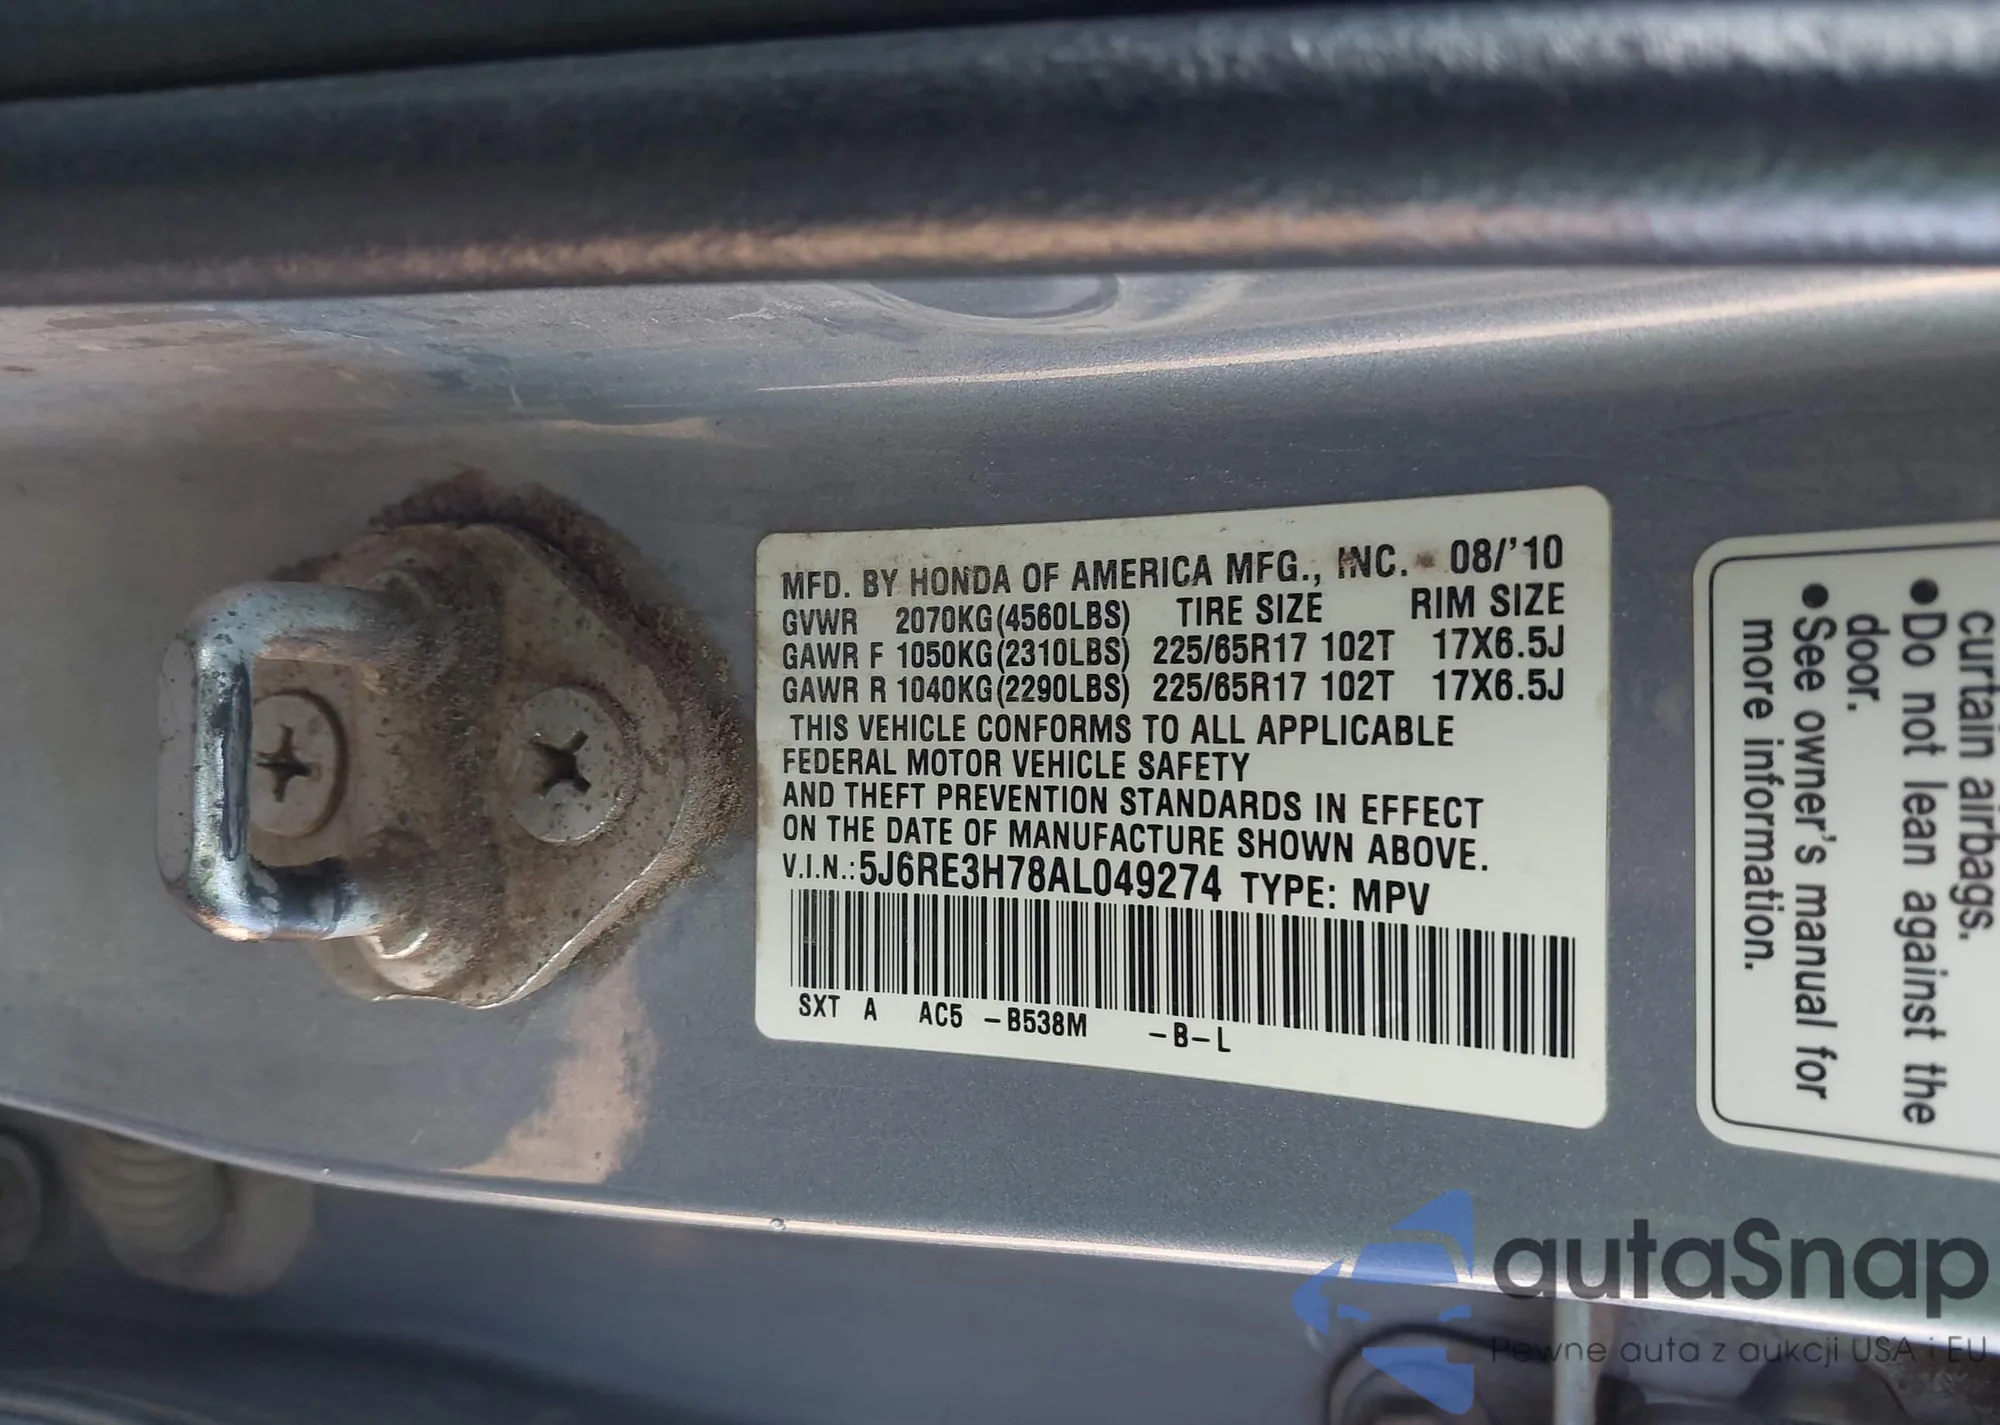 MFD. BY HONDA OF AMERICA MFG., INC. 08/'10
GVWR 2070KG(4560LBS) TIRE SIZE RIM SIZE
GAWR F 1050KG(2310LBS) 225/65R17 102T 17X6.5J
GAWR R 1040KG(2290LBS) 225/65R17 102T 17X6.5J
THIS VEHICLE CONFORMS TO ALL APPLICABLE
FEDERAL MOTOR VEHICLE SAFETY
AND THEFT PREVENTION STANDARDS IN EFFECT
ON THE DATE OF MANUFACTURE SHOWN ABOVE.
V.I.N.:5J6RE3H78AL049274 TYPE: MPV
SXT A AC5 -B538M -B-L
curtain airbags.
●Do not lean against the
door.
●See owner's manual for
more information.
autaSnap
Pewne auta z aukcji USA i EU